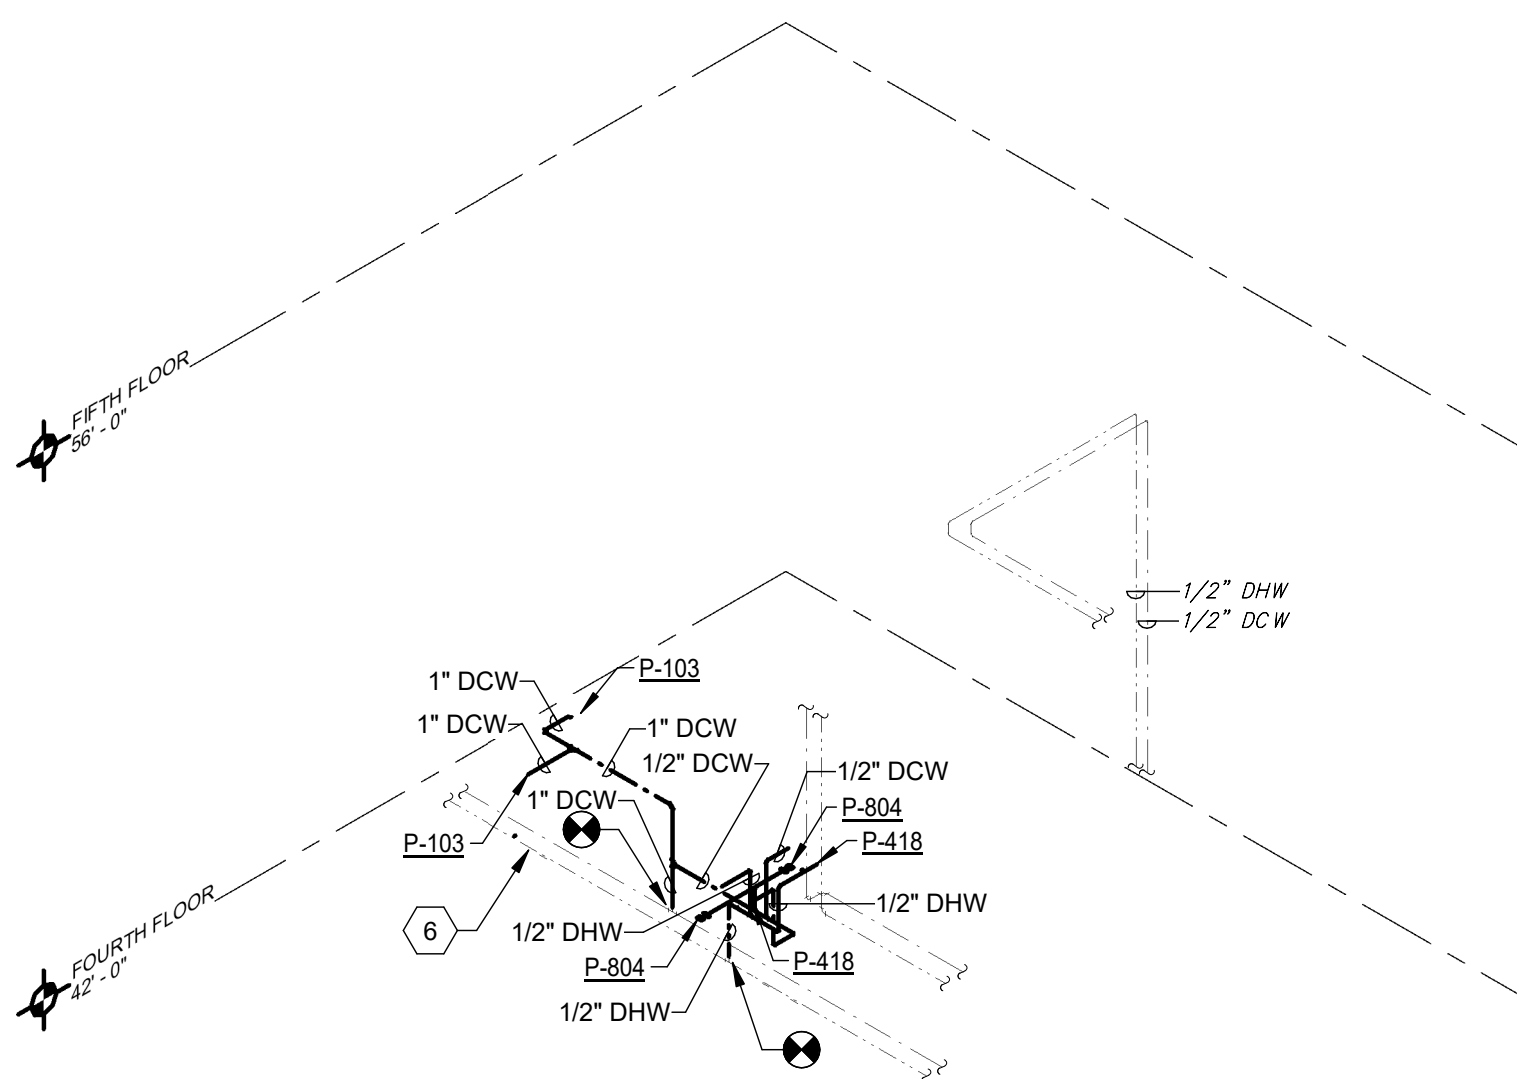 FIFTH FLOOR
56' - 0"
1/2" DHW
1/2" DCW
P-103
1" DCW
1" DCW
1" DCW
1/2" DCW
1/2" DCW
1" DCW
P-804
P-103
P-418
1/2" DHW
6
1/2" DHW
P-804
P-418
FOURTH FLOOR
42' - 0"
1/2" DHW